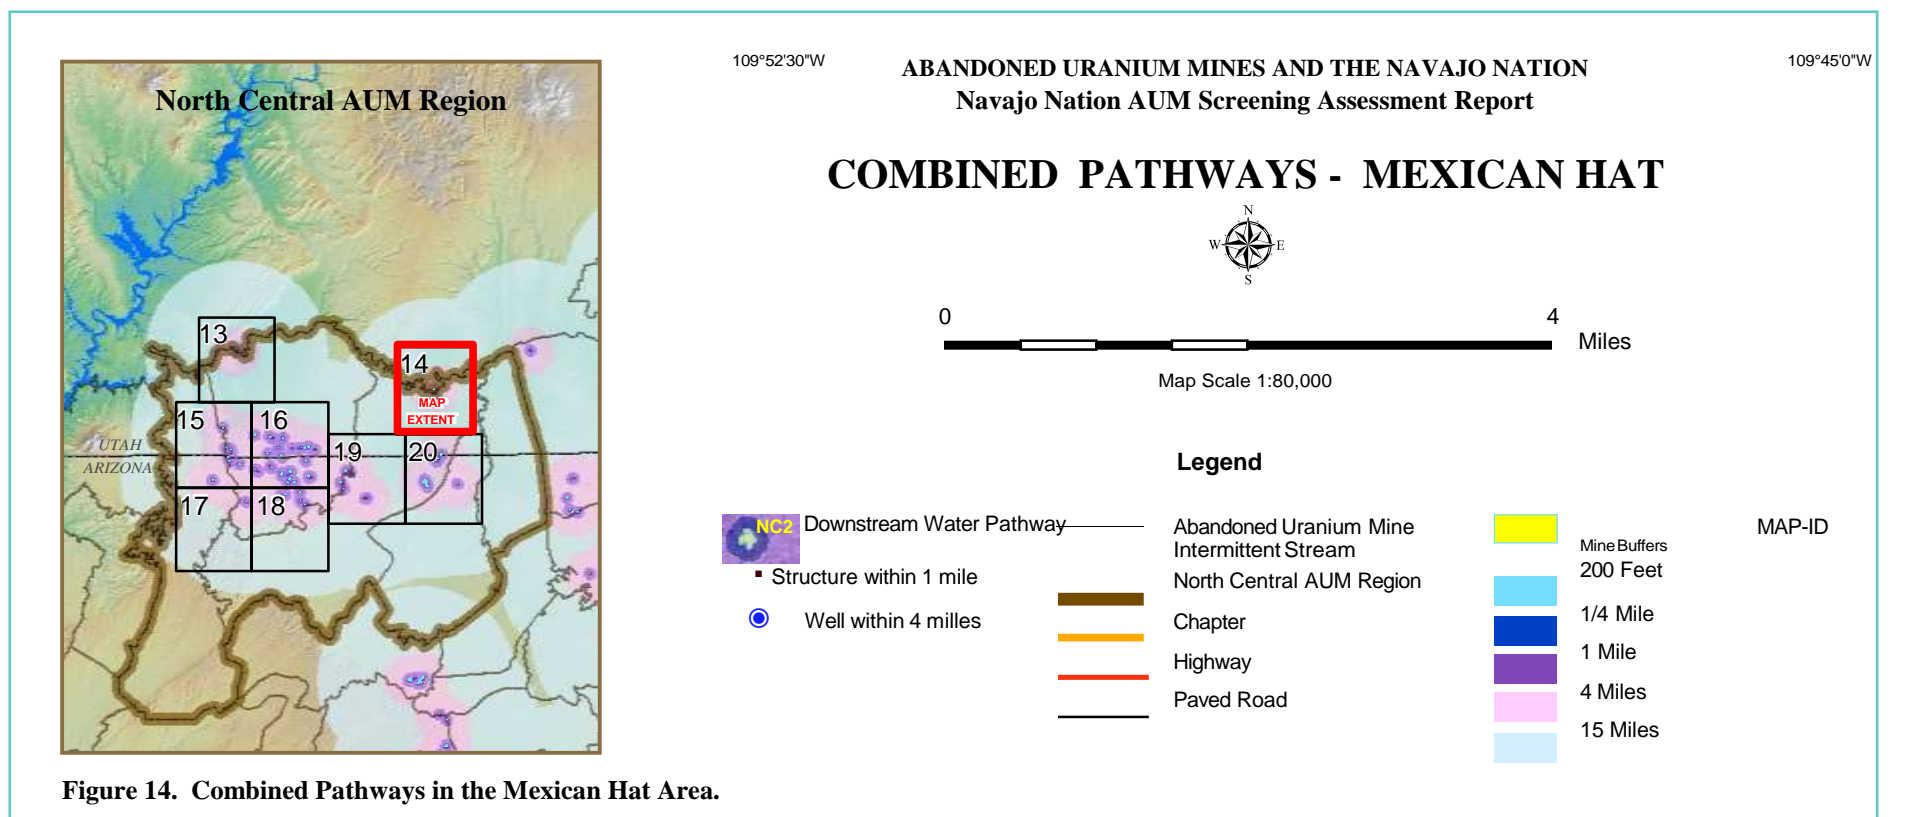 109°52'30"W
109°45'0"W
ABANDONED URANIUM MINES AND THE NAVAJO NATION
Navajo Nation AUM Screening Assessment Report
COMBINED PATHWAYS - MEXICAN HAT
N
W E
S
0 4
Miles
Map Scale 1:80,000
North Central AUM Region
13
14
MAP
EXTENT
15
16
UTAH
ARIZONA
19
20
17
18
Legend
NC2
Downstream Water Pathway
Structure within 1 mile
Well within 4 milles
Abandoned Uranium Mine
Intermittent Stream
North Central AUM Region
Chapter
Highway
Paved Road
Mine Buffers
200 Feet
1/4 Mile
1 Mile
4 Miles
15 Miles
MAP-ID
Figure 14. Combined Pathways in the Mexican Hat Area.